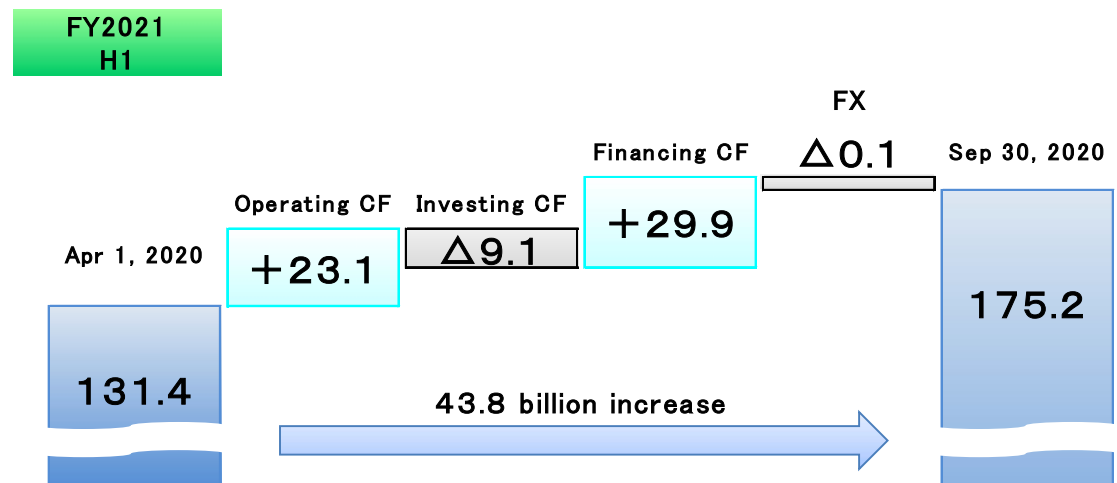 FY2021
H1
FX
Financing CF
△0.1
Sep 30, 2020
Operating CF
Investing CF
+29.9
Apr 1, 2020
+23.1
△9.1
175.2
131.4
43.8 billion increase